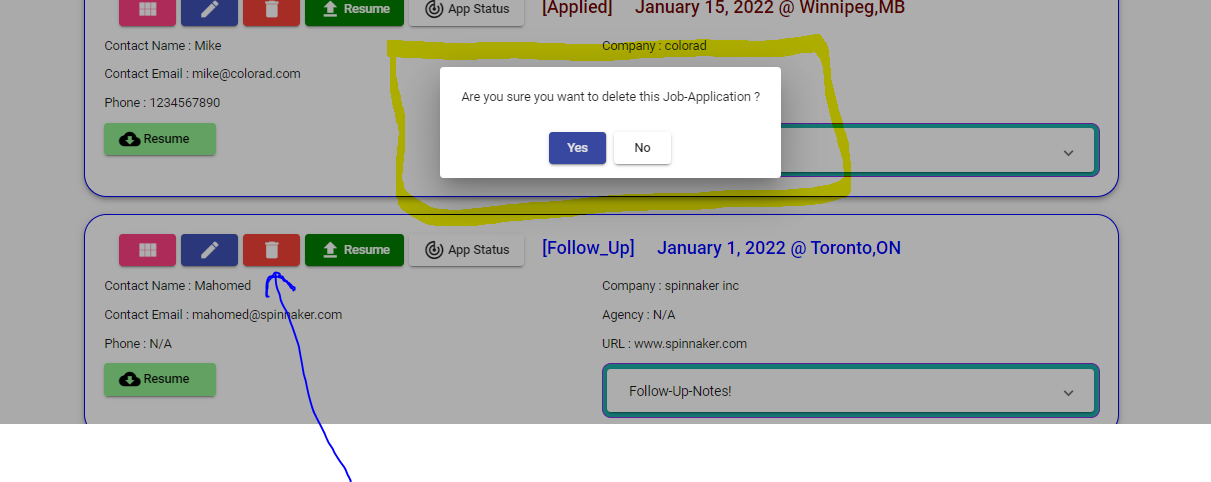 Resume App Status [Applied] January 15, 2022 @ Winnipeg,MB
Contact Name : Mike
Company : colorad
Contact Email : mike@colorad.com
Phone : 1234567890
Resume
Are you sure you want to delete this Job-Application ?
Yes No
Resume App Status [Follow_Up] January 1, 2022 @ Toronto,ON
Contact Name : Mahomed
Company : spinnaker inc
Contact Email : mahomed@spinnaker.com
Agency : N/A
Phone : N/A
URL : www.spinnaker.com
Resume
Follow-Up-Notes!